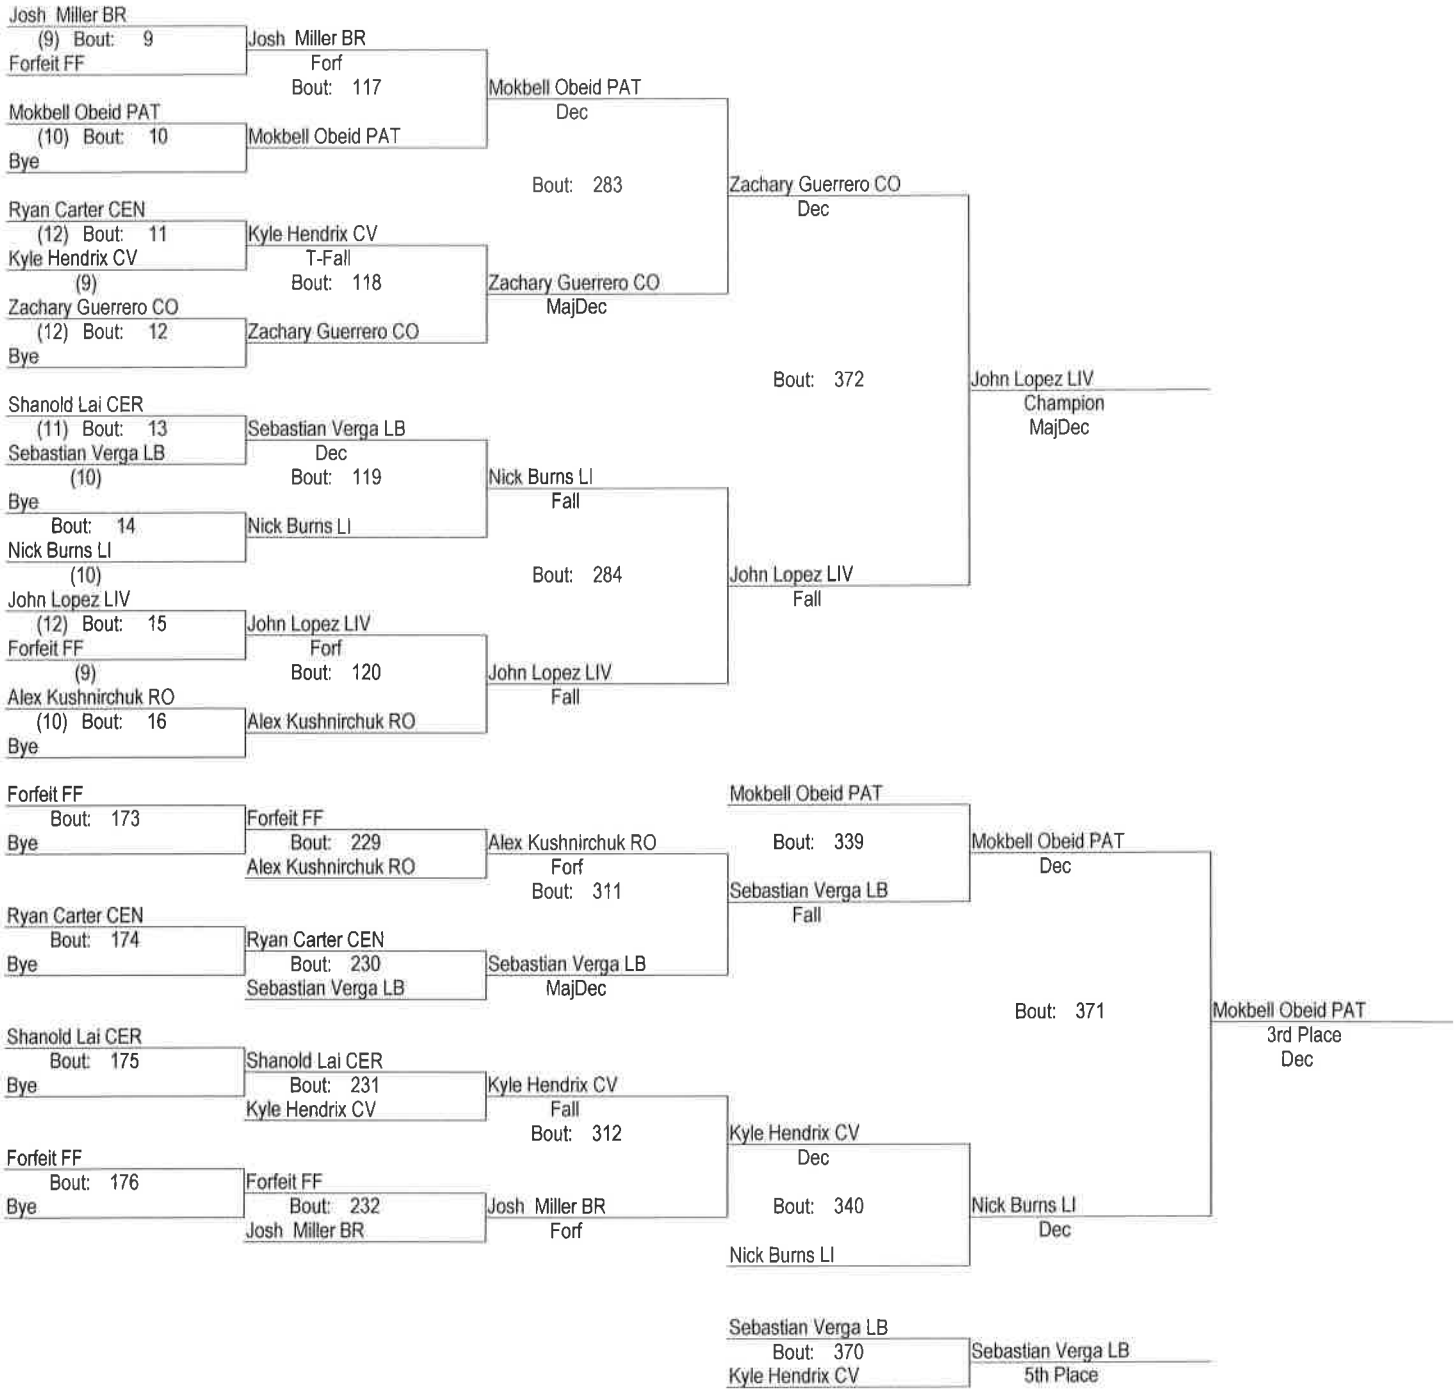 Josh Miller BR
(9) Bout: 9
Forfeit FF
Josh Miller BR
Forf
Bout: 117
Mokbell Obeid PAT
(10) Bout: 10
Bye
Mokbell Obeid PAT
Mokbell Obeid PAT
Dec
Bout: 283
Ryan Carter CEN
(12) Bout: 11
Kyle Hendrix CV
(9)
Kyle Hendrix CV
T-Fall
Bout: 118
Zachary Guerrero CO
(12) Bout: 12
Bye
Zachary Guerrero CO
Zachary Guerrero CO
MajDec
Zachary Guerrero CO
Dec
Bout: 372
Shanold Lai CER
(11) Bout: 13
Sebastian Verga LB
(10)
Sebastian Verga LB
Dec
Bout: 119
Bye
Bout: 14
Nick Burns LI
(10)
Nick Burns LI
Nick Burns LI
Fall
Bout: 284
John Lopez LIV
(12) Bout: 15
Forfeit FF
(9)
John Lopez LIV
Forf
Bout: 120
Alex Kushnirchuk RO
(10) Bout: 16
Bye
Alex Kushnirchuk RO
John Lopez LIV
Fall
John Lopez LIV
Fall
John Lopez LIV
Champion
MajDec
Forfeit FF
Bout: 173
Bye
Forfeit FF
Bout: 229
Alex Kushnirchuk RO
Alex Kushnirchuk RO
Forf
Bout: 311
Ryan Carter CEN
Bout: 174
Bye
Ryan Carter CEN
Bout: 230
Sebastian Verga LB
Sebastian Verga LB
MajDec
Mokbell Obeid PAT
Bout: 339
Sebastian Verga LB
Fall
Mokbell Obeid PAT
Dec
Bout: 371
Shanold Lai CER
Bout: 175
Bye
Shanold Lai CER
Bout: 231
Kyle Hendrix CV
Kyle Hendrix CV
Fall
Bout: 312
Forfeit FF
Bout: 176
Bye
Forfeit FF
Bout: 232
Josh Miller BR
Josh Miller BR
Forf
Kyle Hendrix CV
Dec
Bout: 340
Nick Burns LI
Nick Burns LI
Dec
Mokbell Obeid PAT
3rd Place
Dec
Sebastian Verga LB
Bout: 370
Kyle Hendrix CV
Sebastian Verga LB
5th Place